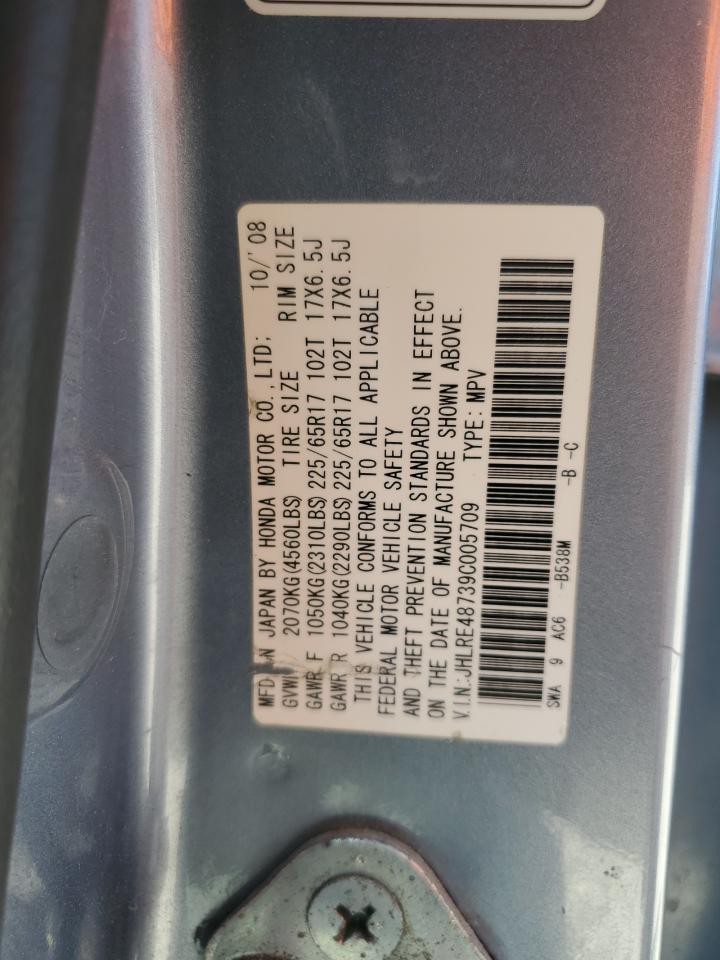 MFD IN JAPAN BY HONDA MOTOR CO.,LTD; 10/'08
2070KG(4560LBS) TIRE SIZE RIM SIZE
GAWR F 1050KG(2310LBS) 225/65R17 102T 17X6.5J
GAWR R 1040KG(2290LBS) 225/65R17 102T 17X6.5J
THIS VEHICLE CONFORMS TO ALL APPLICABLE
FEDERAL MOTOR VEHICLE SAFETY
AND THEFT PREVENTION STANDARDS IN EFFECT
ON THE DATE OF MANUFACTURE SHOWN ABOVE.
V.I.N.:JHLRE48739C005709 TYPE: MPV
SWA 9 AC6 -B538M -B -C